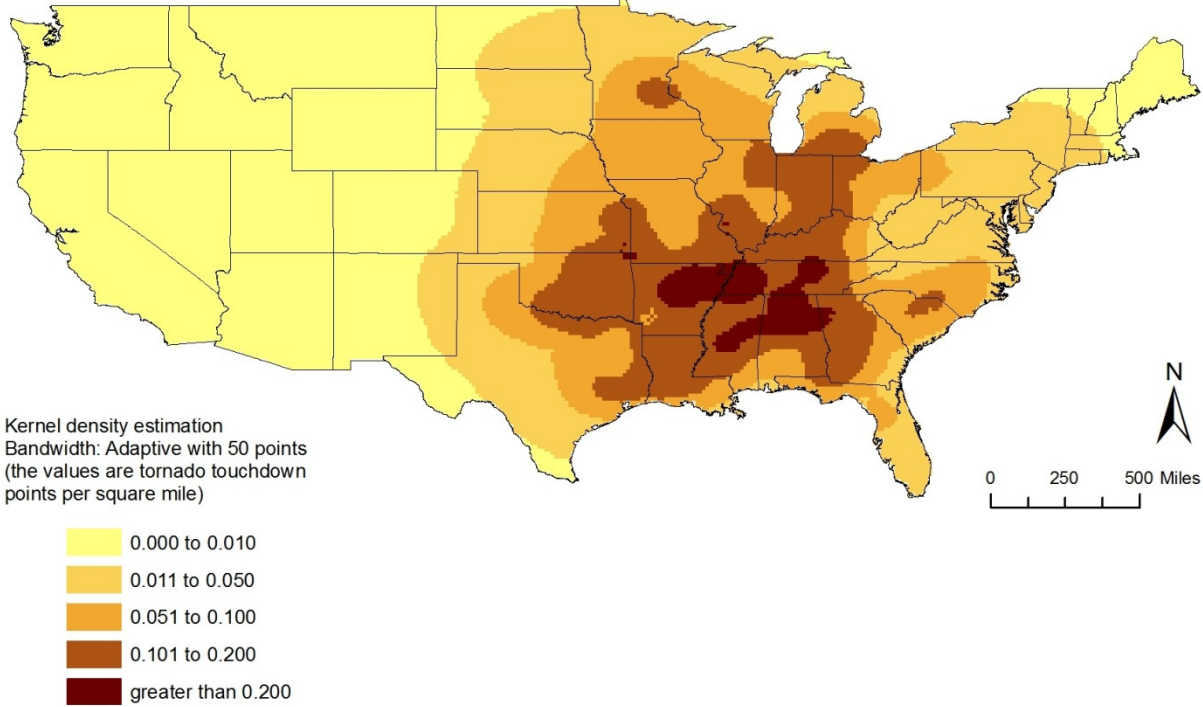 N
0 250 500 Miles
Kernel density estimation
Bandwidth: Adaptive with 50 points
(the values are tornado touchdown
points per square mile)
0.000 to 0.010
0.011 to 0.050
0.051 to 0.100
0.101 to 0.200
greater than 0.200